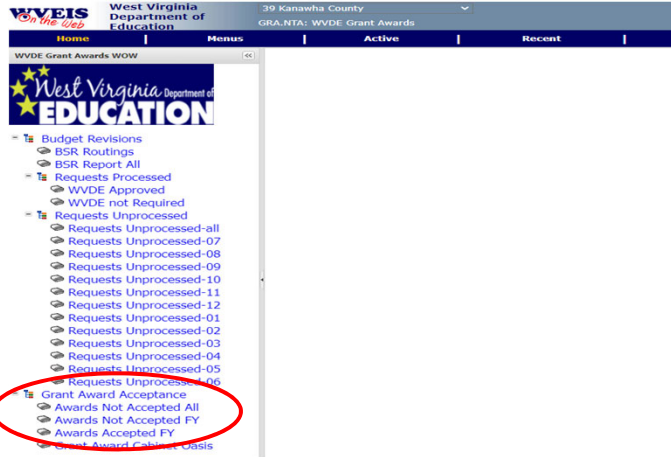 WVEIS
On the Web
West Virginia
Department of
Education
39 Kanawha County
GRA.NTA: WVDE Grant Awards
Home | Menus | Active | Recent |
WVDE Grant Awards WOW
West Virginia Department of
EDUCATION
Budget Revisions
BSR Routings
BSR Report All
Requests Processed
WVDE Approved
WVDE not Required
Requests Unprocessed
Requests Unprocessed-all
Requests Unprocessed-07
Requests Unprocessed-08
Requests Unprocessed-09
Requests Unprocessed-10
Requests Unprocessed-11
Requests Unprocessed-12
Requests Unprocessed-01
Requests Unprocessed-02
Requests Unprocessed-03
Requests Unprocessed-04
Requests Unprocessed-05
Requests Unprocessed-06
Grant Award Acceptance
Awards Not Accepted All
Awards Not Accepted FY
Awards Accepted FY
Grant Award Cabinet Oasis